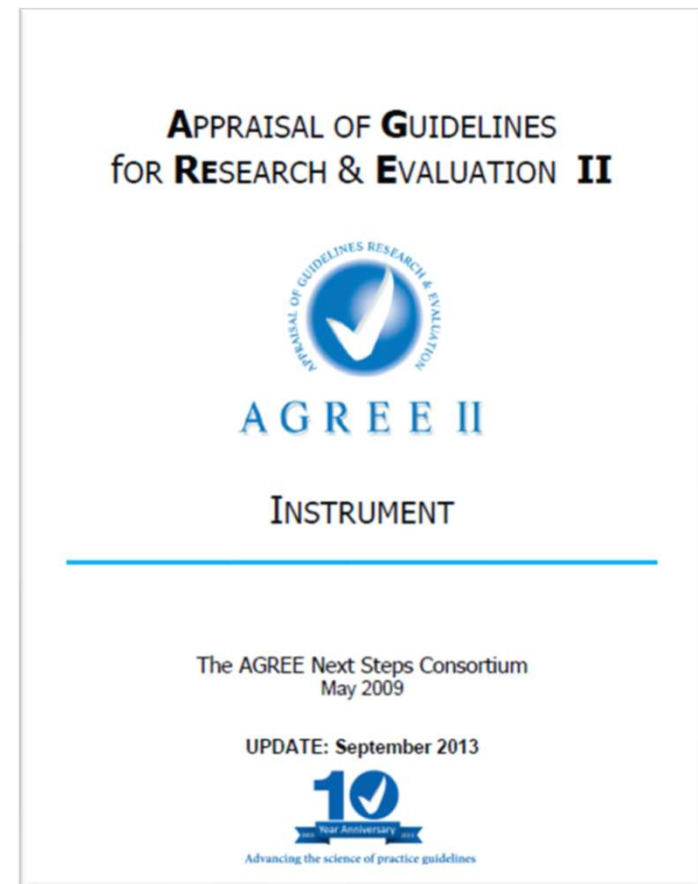 APPRAISAL OF GUIDELINES
fOR RESEARCH & EVALUATION II
APPRAISAL OF GUIDELINES RESEARCH & EVALUATION
AGREE II
INSTRUMENT
The AGREE Next Steps Consortium
May 2009
UPDATE: September 2013
10
Year Anniversary
Advancing the science of practice guidelines